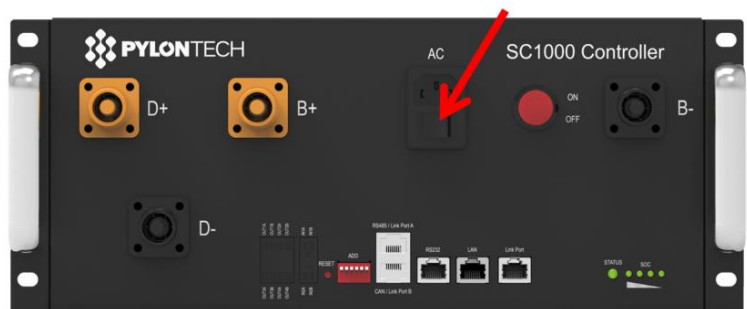 PYLONTECH
AC
SC1000 Controller
D+
B+
ON
OFF
B-
D-
RS485 / Link Port A
RESET
ADD
RS232
LAN
Link Port
CAN / Link Port B
STATUS
SOC